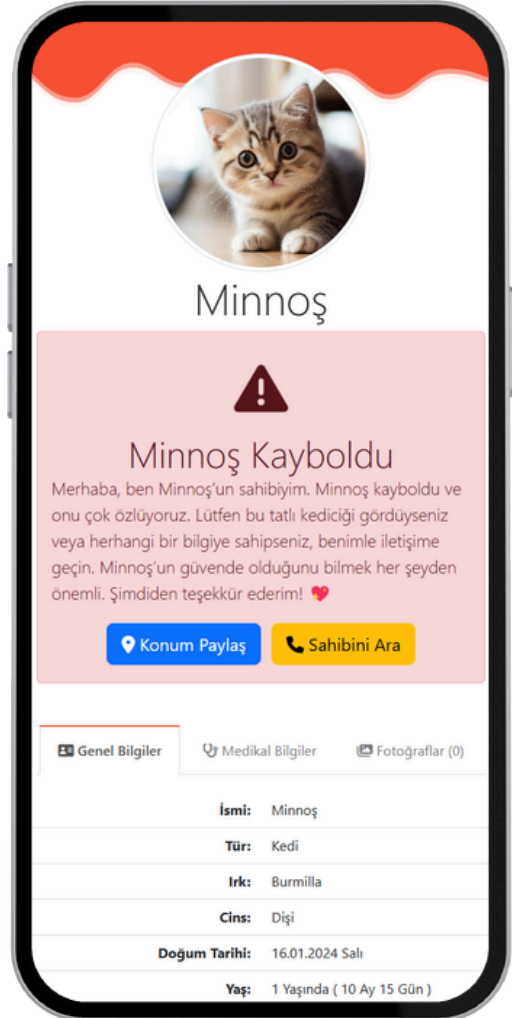 Minnoş
Minnoş Kayboldu
Merhaba, ben Minnoş'un sahibiyim. Minnoş kayboldu ve
onu çok özlüyoruz. Lütfen bu tatlı kediciği gördüyseniz
veya herhangi bir bilgiye sahipseniz, benimle iletişime
geçin. Minnoş'un güvende olduğunu bilmek her şeyden
önemli. Şimdiden teşekkür ederim! 💖
Konum Paylaş Sahibini Ara
Genel Bilgiler Medikal Bilgiler Fotoğraflar (0)
İsmi: Minnoş
Tür: Kedi
Irk: Burmilla
Cins: Dişi
Doğum Tarihi: 16.01.2024 Salı
Yaş: 1 Yaşında ( 10 Ay 15 Gün )